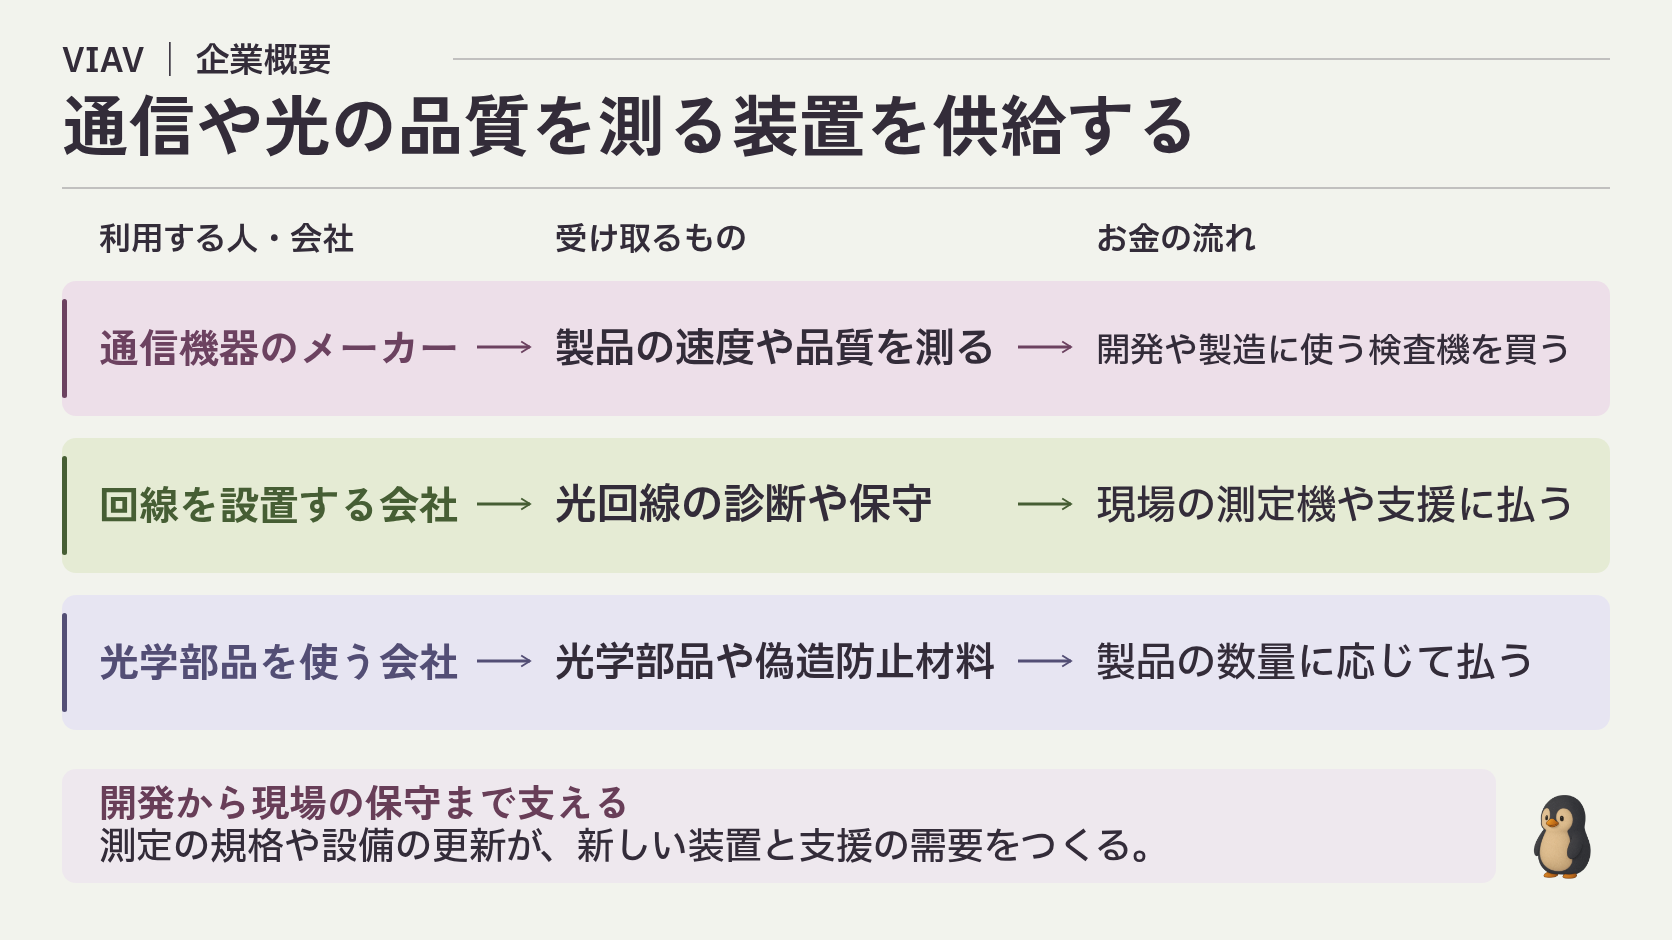 VIAV | 企業概要
通信や光の品質を測る装置を供給する
利用する人・会社 受け取るもの お金の流れ
通信機器のメーカー → 製品の速度や品質を測る → 開発や製造に使う検査機を買う
回線を設置する会社 → 光回線の診断や保守 → 現場の測定機や支援に払う
光学部品を使う会社 → 光学部品や偽造防止材料 → 製品の数量に応じて払う
開発から現場の保守まで支える
測定の規格や設備の更新が、新しい装置と支援の需要をつくる。